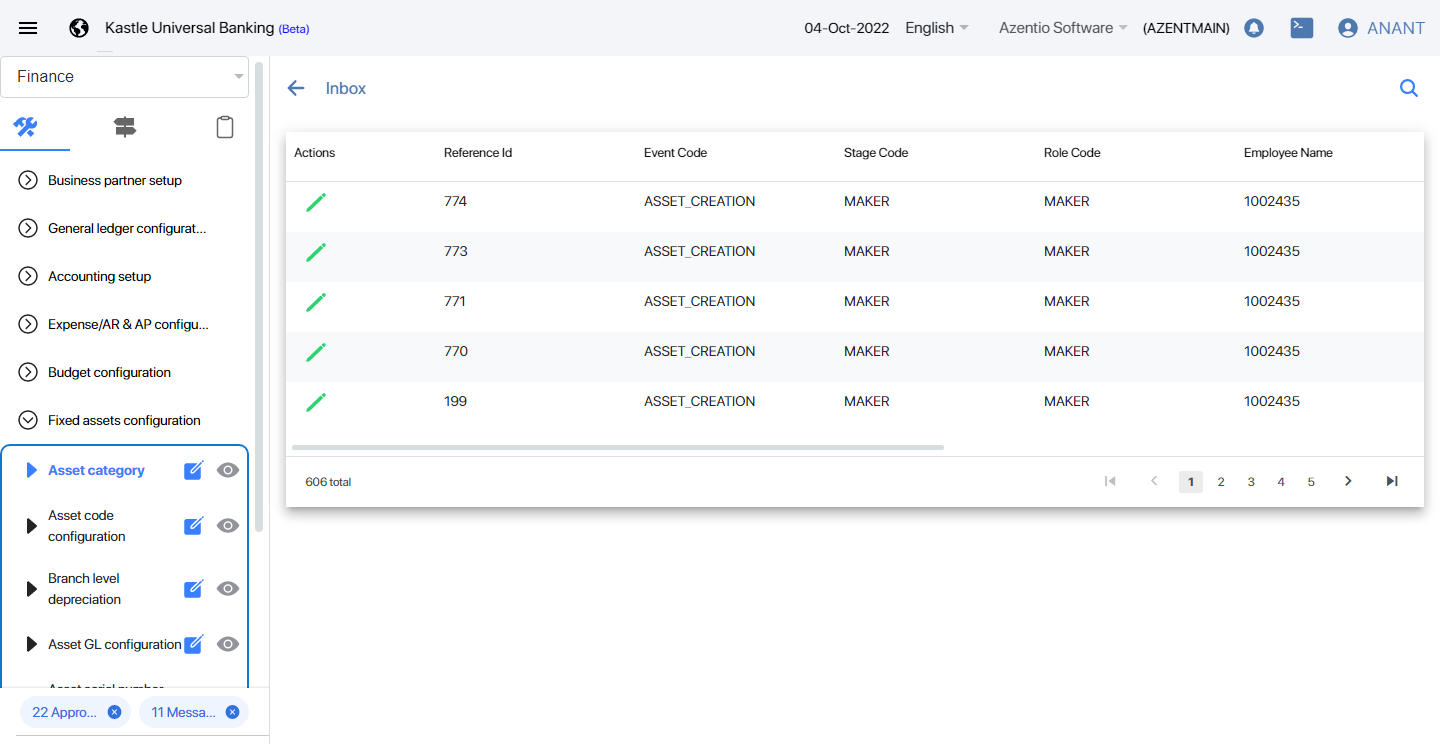 Kastle Universal Banking (Beta)
04-Oct-2022
English
Azentio Software
(AZENTMAIN)
ANANT
Finance
Business partner setup
General ledger configurat...
Accounting setup
Expense/AR & AP configu...
Budget configuration
Fixed assets configuration
Asset category
Asset code
configuration
Branch level
depreciation
Asset GL configuration
Asset serial number
22 Appro...
11 Messa...
Inbox
Actions Reference Id Event Code Stage Code Role Code Employee Name
774 ASSET_CREATION MAKER MAKER 1002435
773 ASSET_CREATION MAKER MAKER 1002435
771 ASSET_CREATION MAKER MAKER 1002435
770 ASSET_CREATION MAKER MAKER 1002435
199 ASSET_CREATION MAKER MAKER 1002435
606 total
1 2 3 4 5